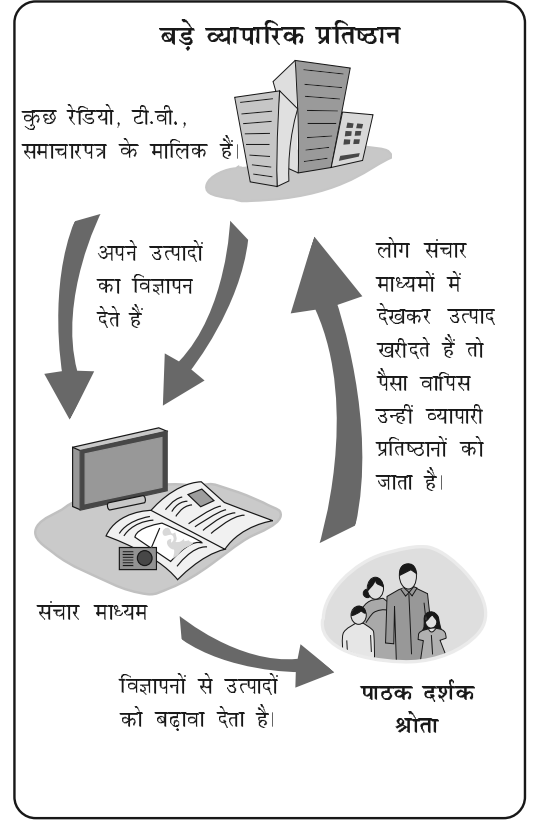 बड़े व्यापारिक प्रतिष्ठान
कुछ रेडियो, टी.वी.,
समाचारपत्र के मालिक हैं।
अपने उत्पादों
का विज्ञापन
देते हैं
लोग संचार
माध्यमों में
देखकर उत्पाद
खरीदते हैं तो
पैसा वापिस
उन्हीं व्यापारी
प्रतिष्ठानों को
जाता है।
संचार माध्यम
विज्ञापनों से उत्पादों
को बढ़ावा देता है।
पाठक दर्शक
श्रोता